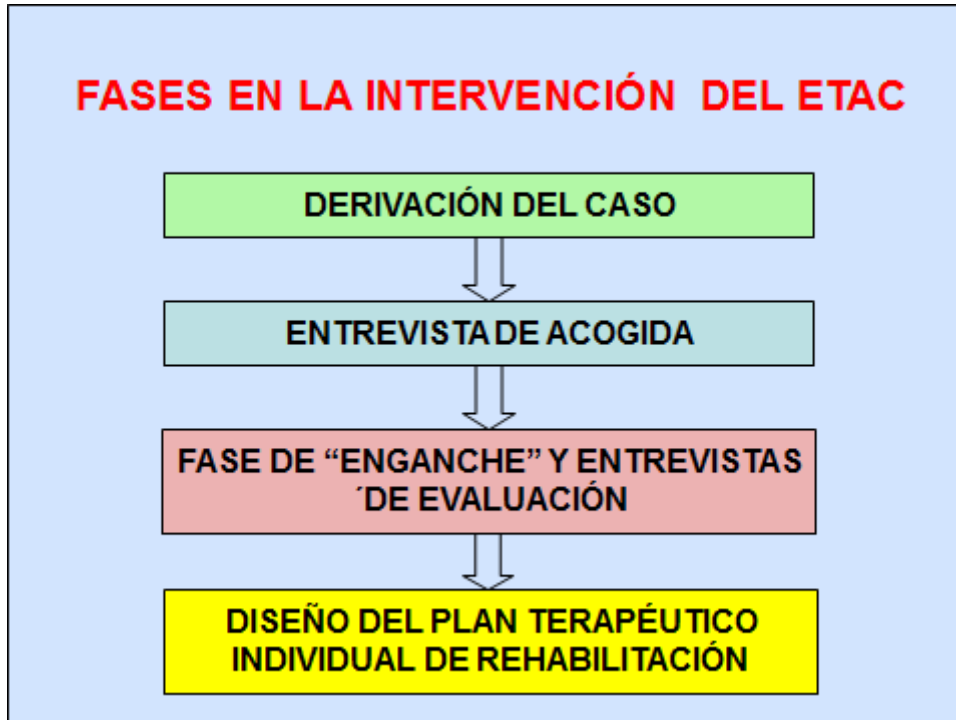 FASES EN LA INTERVENCIÓN DEL ETAC
DERIVACIÓN DEL CASO
ENTREVISTA DE ACOGIDA
FASE DE “ENGANCHE” Y ENTREVISTAS
´DE EVALUACIÓN
DISEÑO DEL PLAN TERAPÉUTICO
INDIVIDUAL DE REHABILITACIÓN